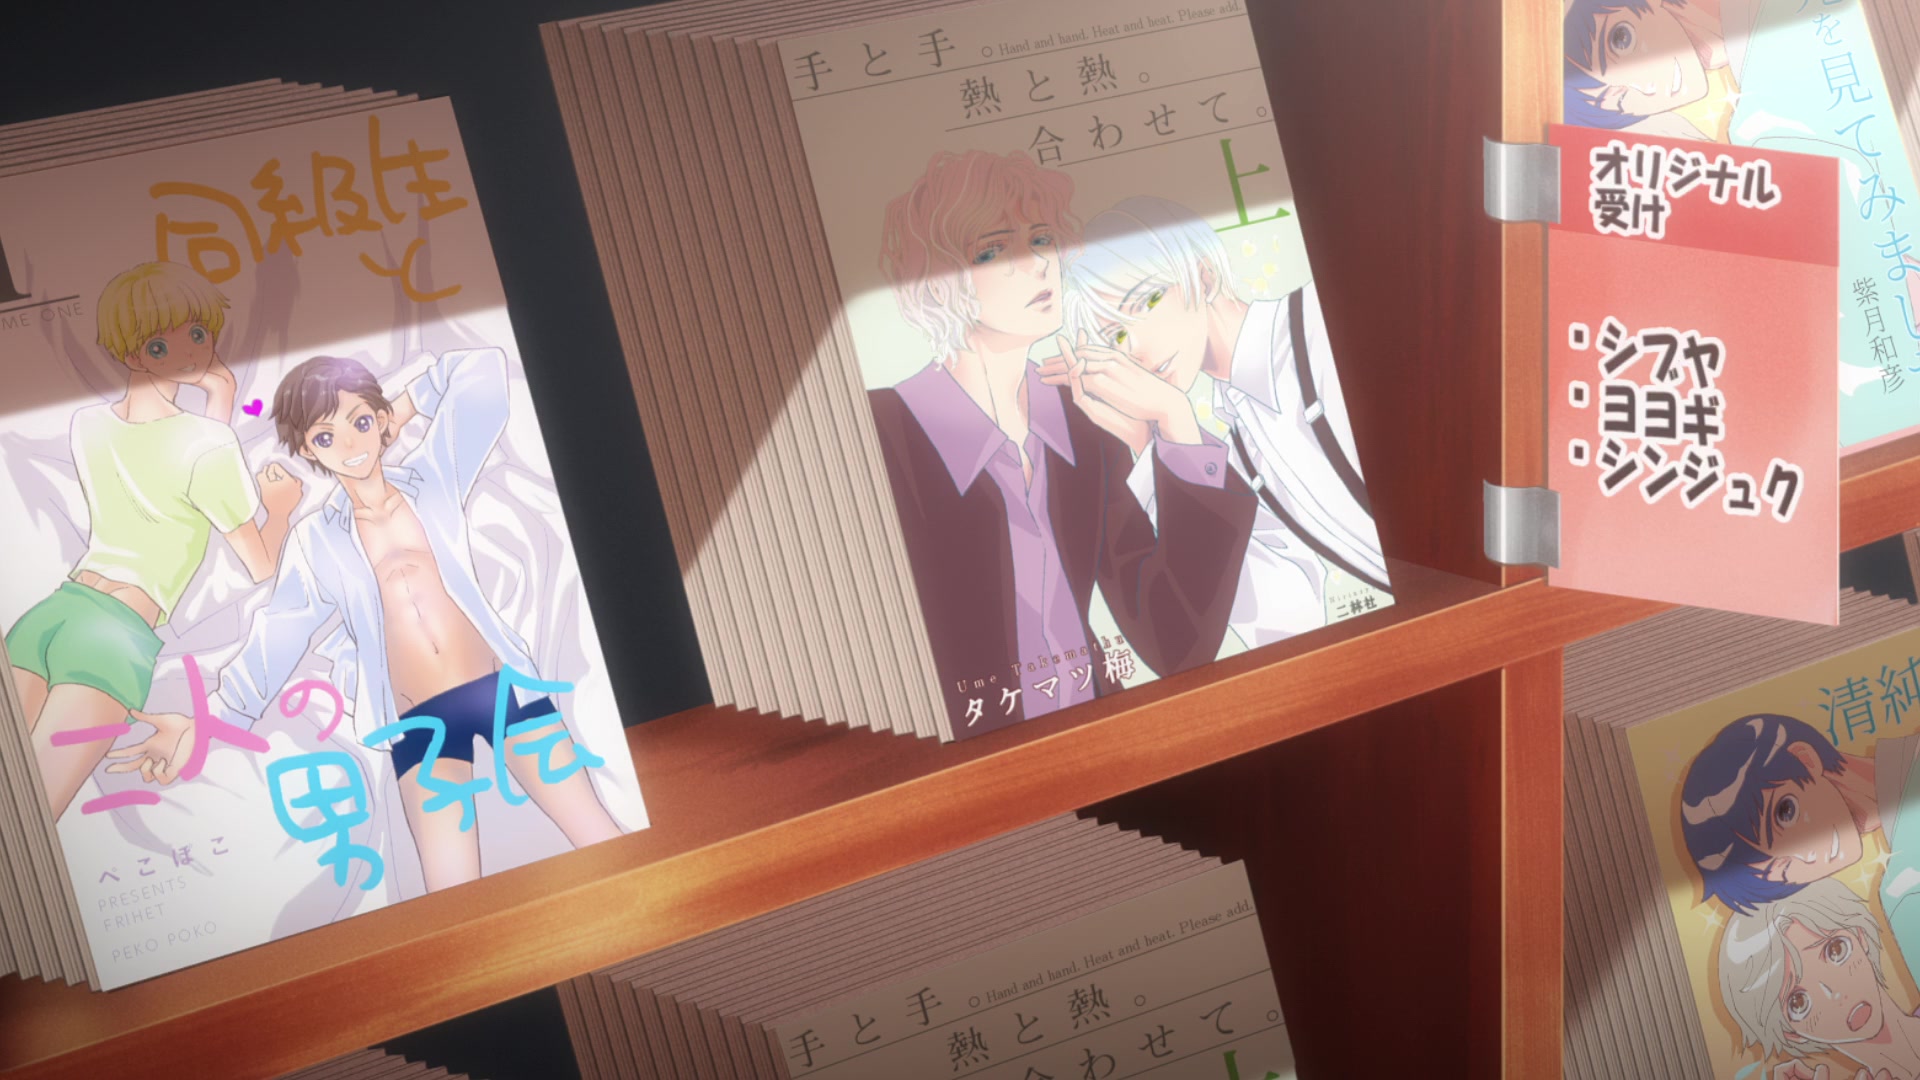 同級生
と
ME ONE
二人の
男子会
ぺこぽこ
PRESENTS
FRIHET
PEKO POKO
手と手。Hand and hand. Heat and heat. Please add.
熱と熱。
合わせて。
上
Ume Takemathu
タケマツ梅
二林社
オリジナル
受け
・シブヤ
・ヨヨギ
・シンジュク
を見てみまし
紫月和彦
手と手。Hand and hand. Heat and heat. Please add.
熱と熱。
合わせて。
上
清純